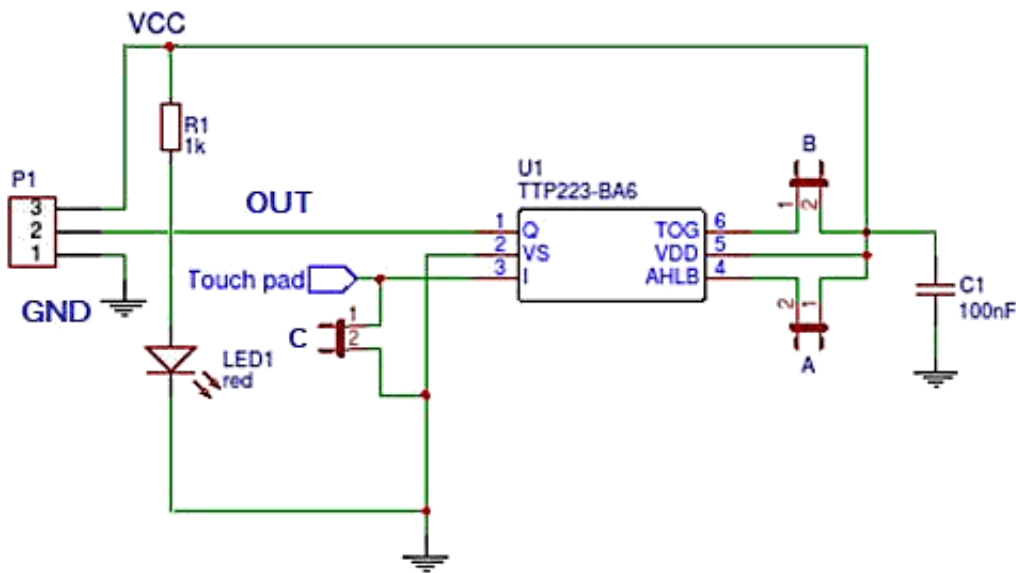 VCC
R1
1k
P1
3
2
1
OUT
GND
Touch pad
C
1
2
LED1
red
U1
TTP223-BA6
1 Q
2 VS
3 I
TOG 6
VDD 5
AHLB 4
B
1 2
2 1
A
C1
100nF